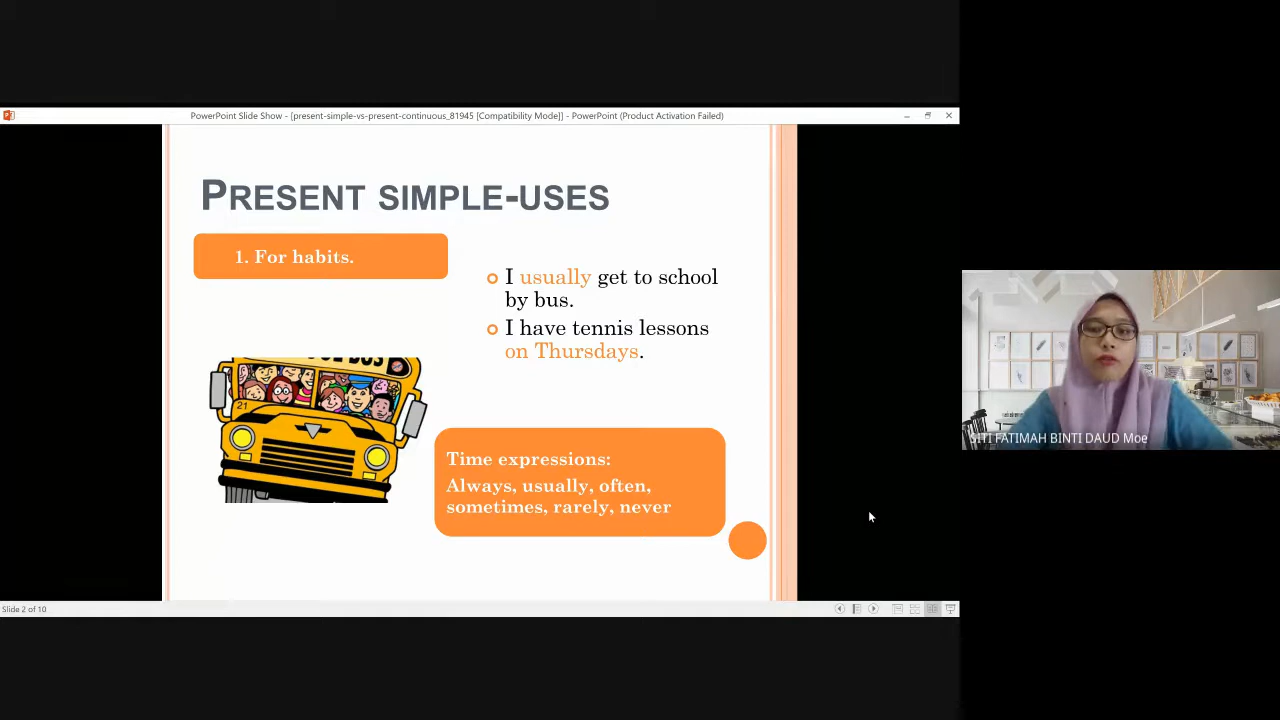 PowerPoint Slide Show - [present-simple-vs-present-continuous_81945 [Compatibility Mode]] - PowerPoint (Product Activation Failed)
PRESENT SIMPLE-USES
1. For habits.
I usually get to school
by bus.
I have tennis lessons
on Thursdays.
21
Time expressions:
Always, usually, often,
sometimes, rarely, never
SITI FATIMAH BINTI DAUD Moe
Slide 2 of 10